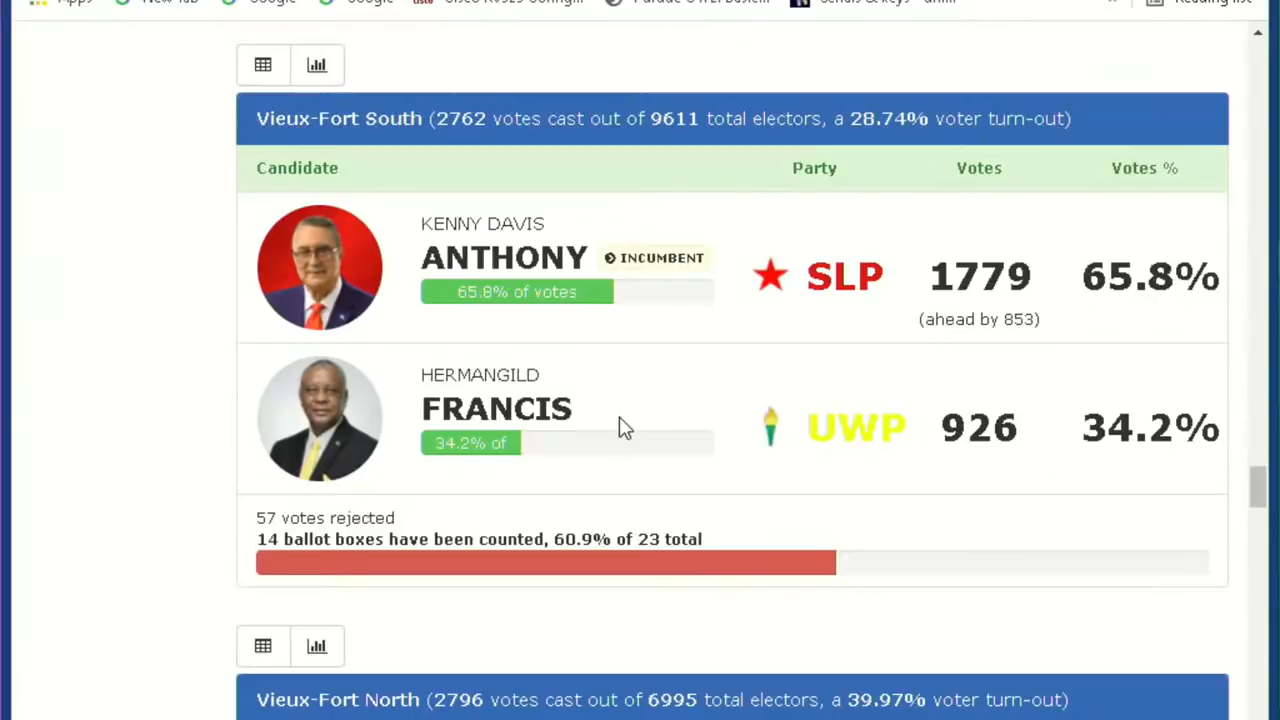 Vieux-Fort South (2762 votes cast out of 9611 total electors, a 28.74% voter turn-out)
Candidate Party Votes Votes %
KENNY DAVIS
ANTHONY INCUMBENT
65.8% of votes
SLP 1779 65.8%
(ahead by 853)
HERMANGILD
FRANCIS
34.2% of
UWP 926 34.2%
57 votes rejected
14 ballot boxes have been counted, 60.9% of 23 total
Vieux-Fort North (2796 votes cast out of 6995 total electors, a 39.97% voter turn-out)